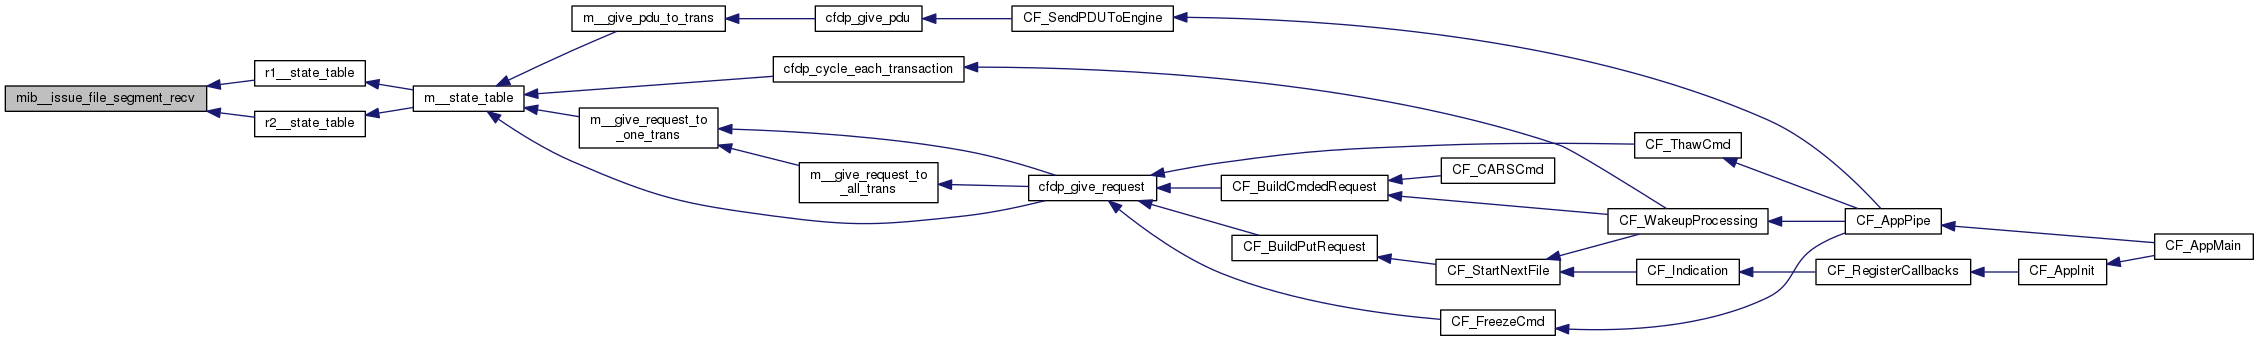 mib__issue_file_segment_recv
r1__state_table
r2__state_table
m__state_table
m__give_pdu_to_trans
cfdp_give_pdu
CF_SendPDUToEngine
cfdp_cycle_each_transaction
m__give_request_to
_one_trans
m__give_request_to
_all_trans
cfdp_give_request
CF_ThawCmd
CF_BuildCmdedRequest
CF_CARSCmd
CF_BuildPutRequest
CF_StartNextFile
CF_FreezeCmd
CF_WakeupProcessing
CF_Indication
CF_AppPipe
CF_RegisterCallbacks
CF_AppInit
CF_AppMain